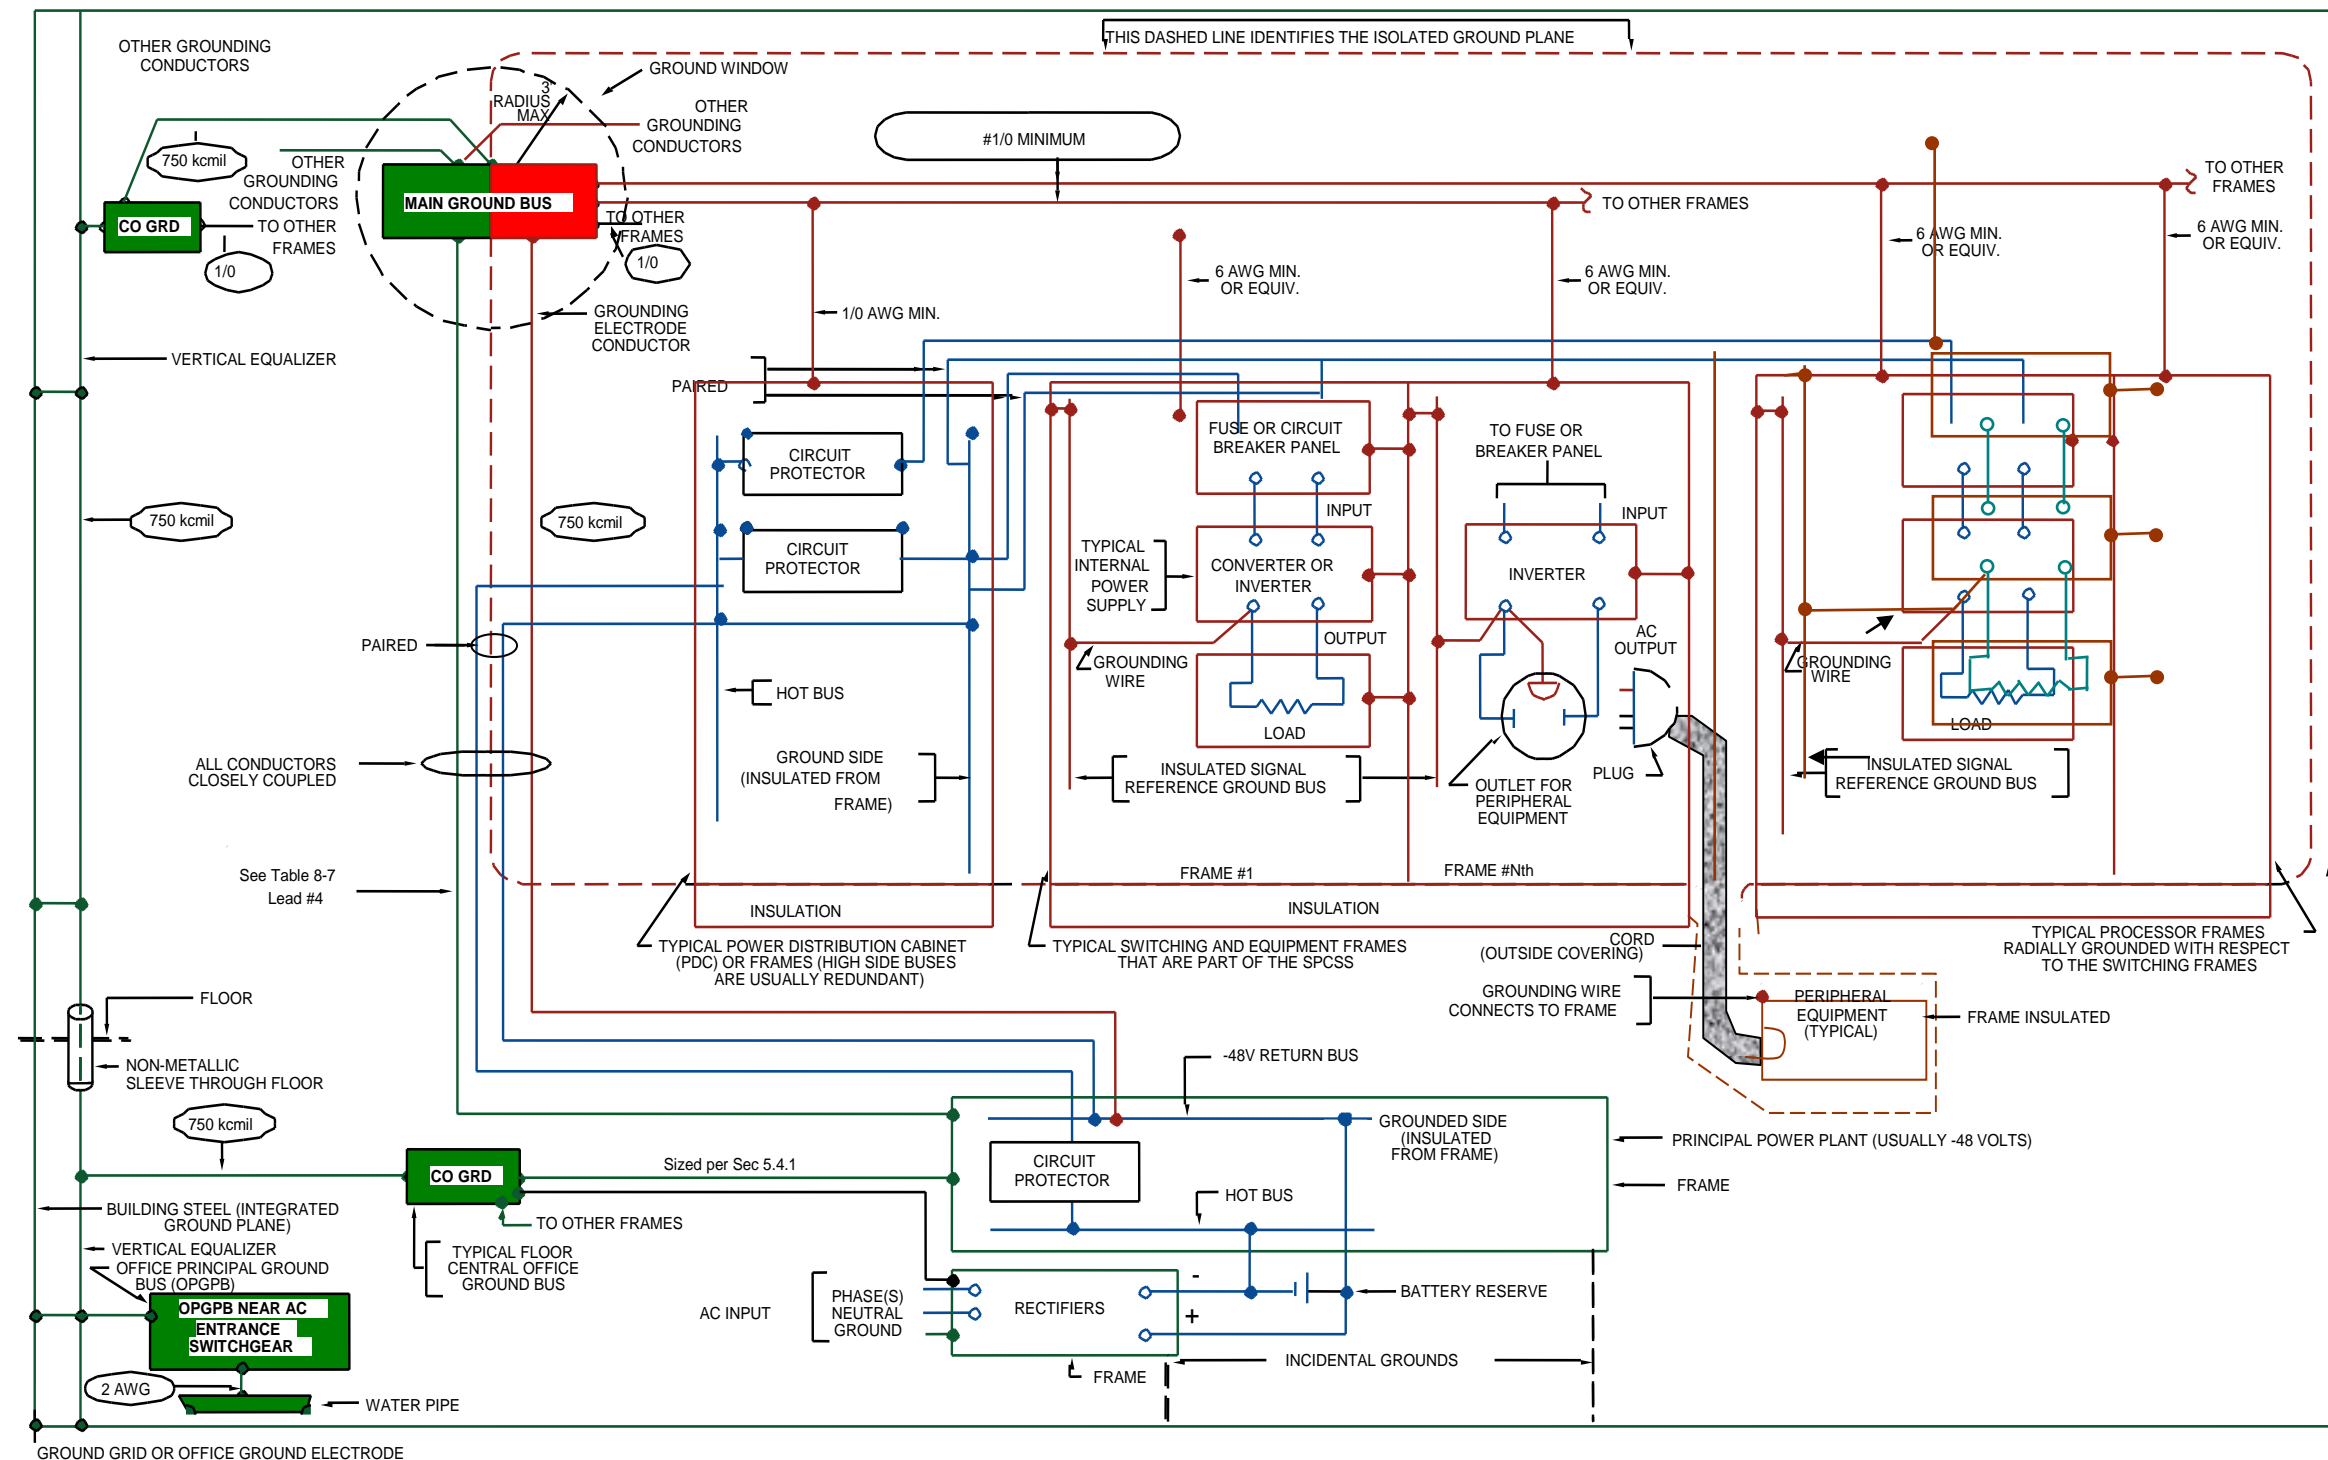 THIS DASHED LINE IDENTIFIES THE ISOLATED GROUND PLANE
OTHER GROUNDING
CONDUCTORS
GROUND WINDOW
3'
RADIUS
MAX
OTHER
GROUNDING
CONDUCTORS
#1/0 MINIMUM
750 kcmil
OTHER
GROUNDING
CONDUCTORS
TO OTHER
FRAMES
CO GRD
1/0
MAIN GROUND BUS
TO OTHER
FRAMES
1/0
TO OTHER FRAMES
TO OTHER
FRAMES
6 AWG MIN.
OR EQUIV.
6 AWG MIN.
OR EQUIV.
6 AWG MIN.
OR EQUIV.
6 AWG MIN.
OR EQUIV.
1/0 AWG MIN.
GROUNDING
ELECTRODE
CONDUCTOR
VERTICAL EQUALIZER
PAIRED
CIRCUIT
PROTECTOR
CIRCUIT
PROTECTOR
FUSE OR CIRCUIT
BREAKER PANEL
TO FUSE OR
BREAKER PANEL
INPUT
INPUT
750 kcmil
750 kcmil
TYPICAL
INTERNAL
POWER
SUPPLY
CONVERTER OR
INVERTER
INVERTER
OUTPUT
AC
OUTPUT
PAIRED
GROUNDING
WIRE
GROUNDING
WIRE
HOT BUS
LOAD
LOAD
ALL CONDUCTORS
CLOSELY COUPLED
GROUND SIDE
(INSULATED FROM
FRAME)
INSULATED SIGNAL
REFERENCE GROUND BUS
PLUG
OUTLET FOR
PERIPHERAL
EQUIPMENT
INSULATED SIGNAL
REFERENCE GROUND BUS
See Table 8-7
Lead #4
FRAME #1
FRAME #Nth
INSULATION
INSULATION
TYPICAL POWER DISTRIBUTION CABINET
(PDC) OR FRAMES (HIGH SIDE BUSES
ARE USUALLY REDUNDANT)
TYPICAL SWITCHING AND EQUIPMENT FRAMES
THAT ARE PART OF THE SPCSS
CORD
(OUTSIDE COVERING)
TYPICAL PROCESSOR FRAMES
RADIALLY GROUNDED WITH RESPECT
TO THE SWITCHING FRAMES
GROUNDING WIRE
CONNECTS TO FRAME
PERIPHERAL
EQUIPMENT
(TYPICAL)
FRAME INSULATED
FLOOR
NON-METALLIC
SLEEVE THROUGH FLOOR
-48V RETURN BUS
750 kcmil
GROUNDED SIDE
(INSULATED
FROM FRAME)
PRINCIPAL POWER PLANT (USUALLY -48 VOLTS)
CIRCUIT
PROTECTOR
CO GRD
Sized per Sec 5.4.1
FRAME
HOT BUS
BUILDING STEEL (INTEGRATED
GROUND PLANE)
TO OTHER FRAMES
VERTICAL EQUALIZER
OFFICE PRINCIPAL GROUND
BUS (OPGPB)
TYPICAL FLOOR
CENTRAL OFFICE
GROUND BUS
OPGPB NEAR AC
ENTRANCE
SWITCHGEAR
AC INPUT
PHASE(S)
NEUTRAL
GROUND
RECTIFIERS
-
+
BATTERY RESERVE
INCIDENTAL GROUNDS
FRAME
2 AWG
WATER PIPE
GROUND GRID OR OFFICE GROUND ELECTRODE